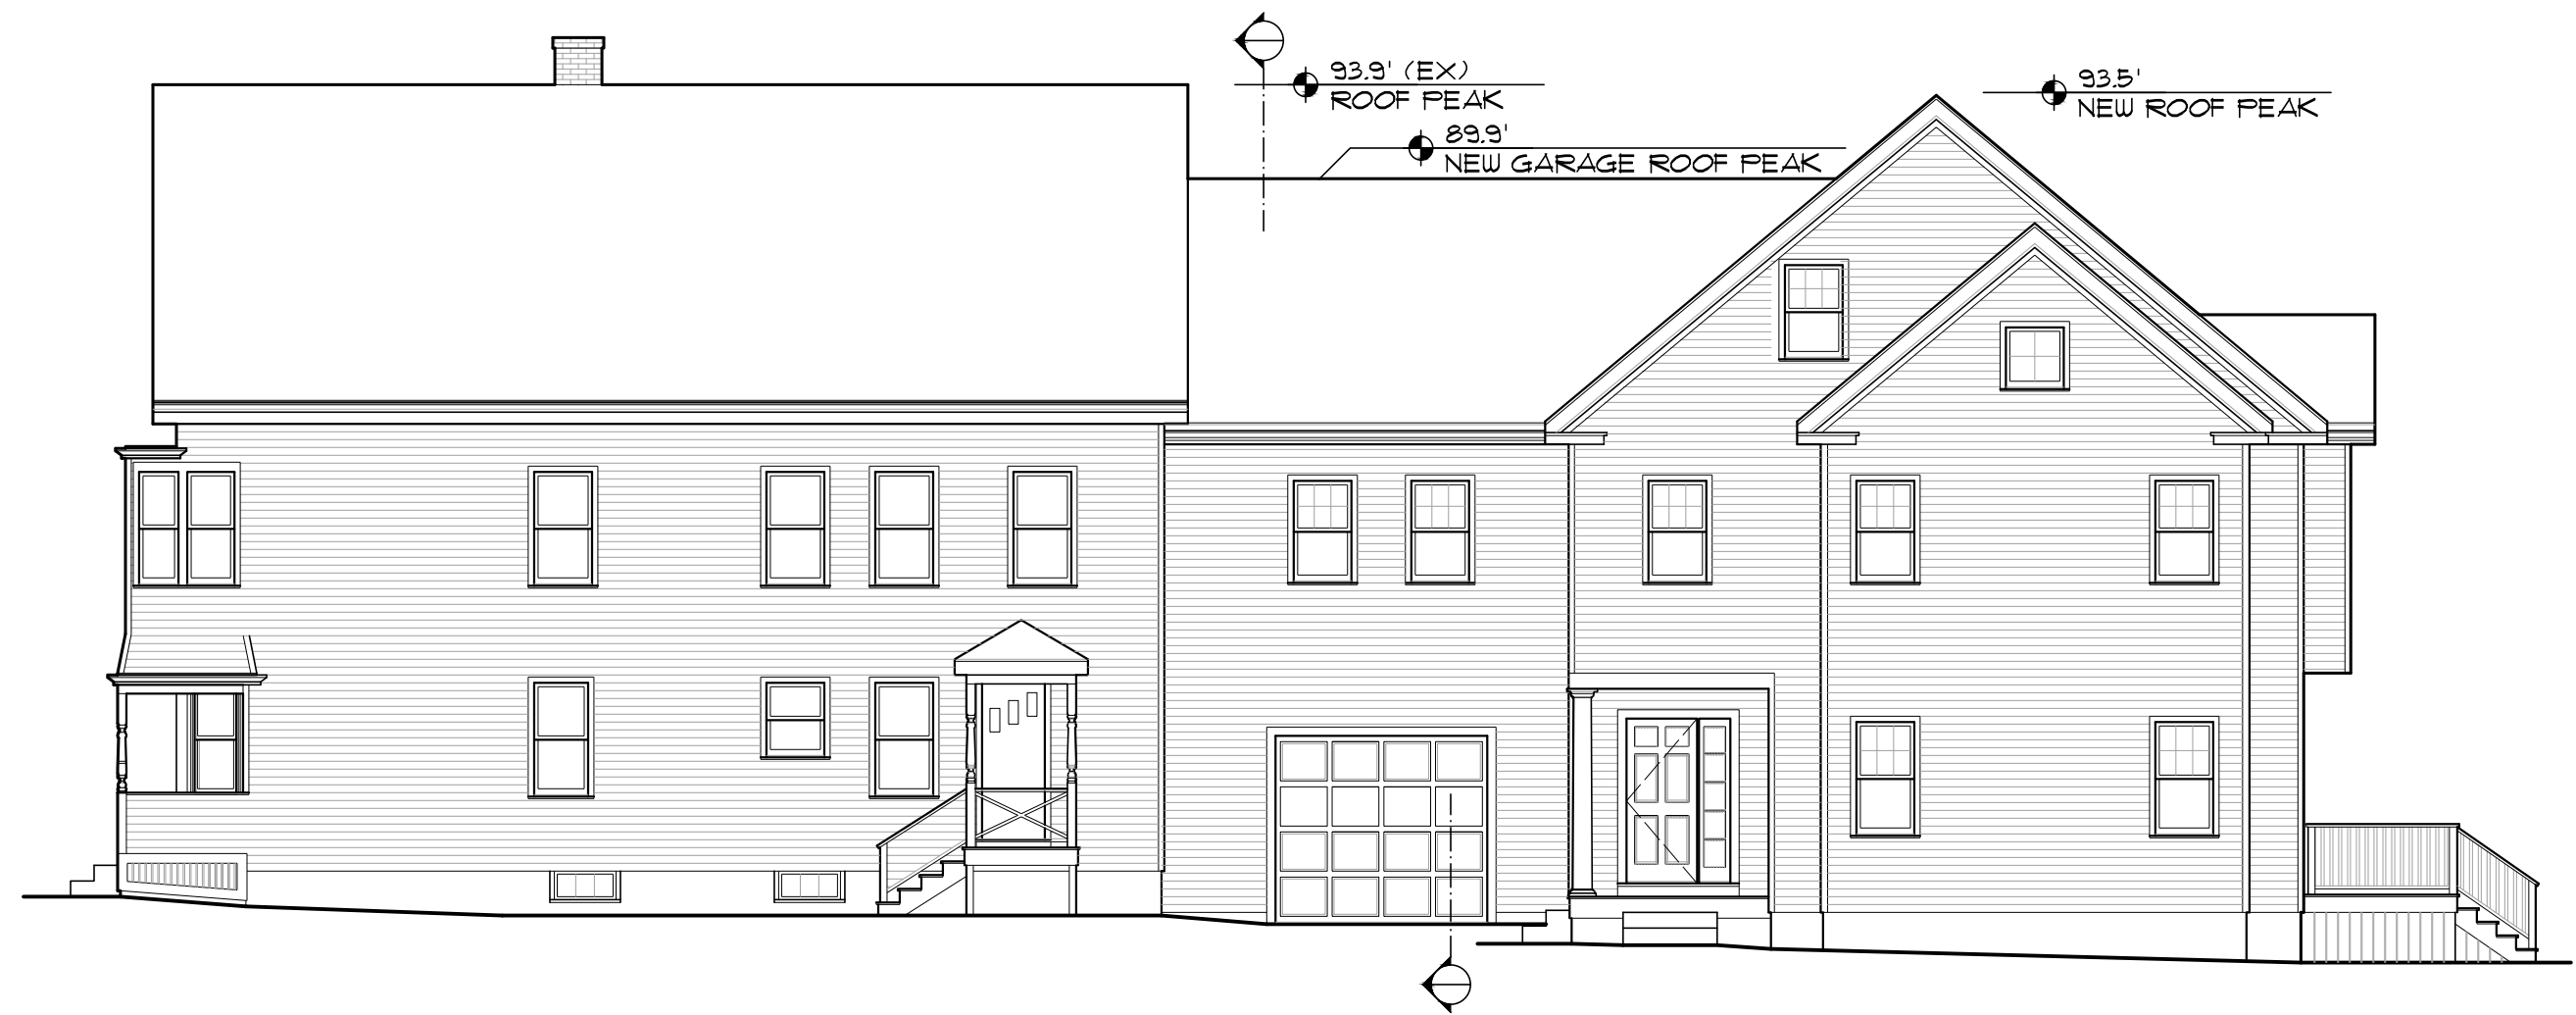 93.9' (EX)
ROOF PEAK
89.9'
NEW GARAGE ROOF PEAK
93.5'
NEW ROOF PEAK